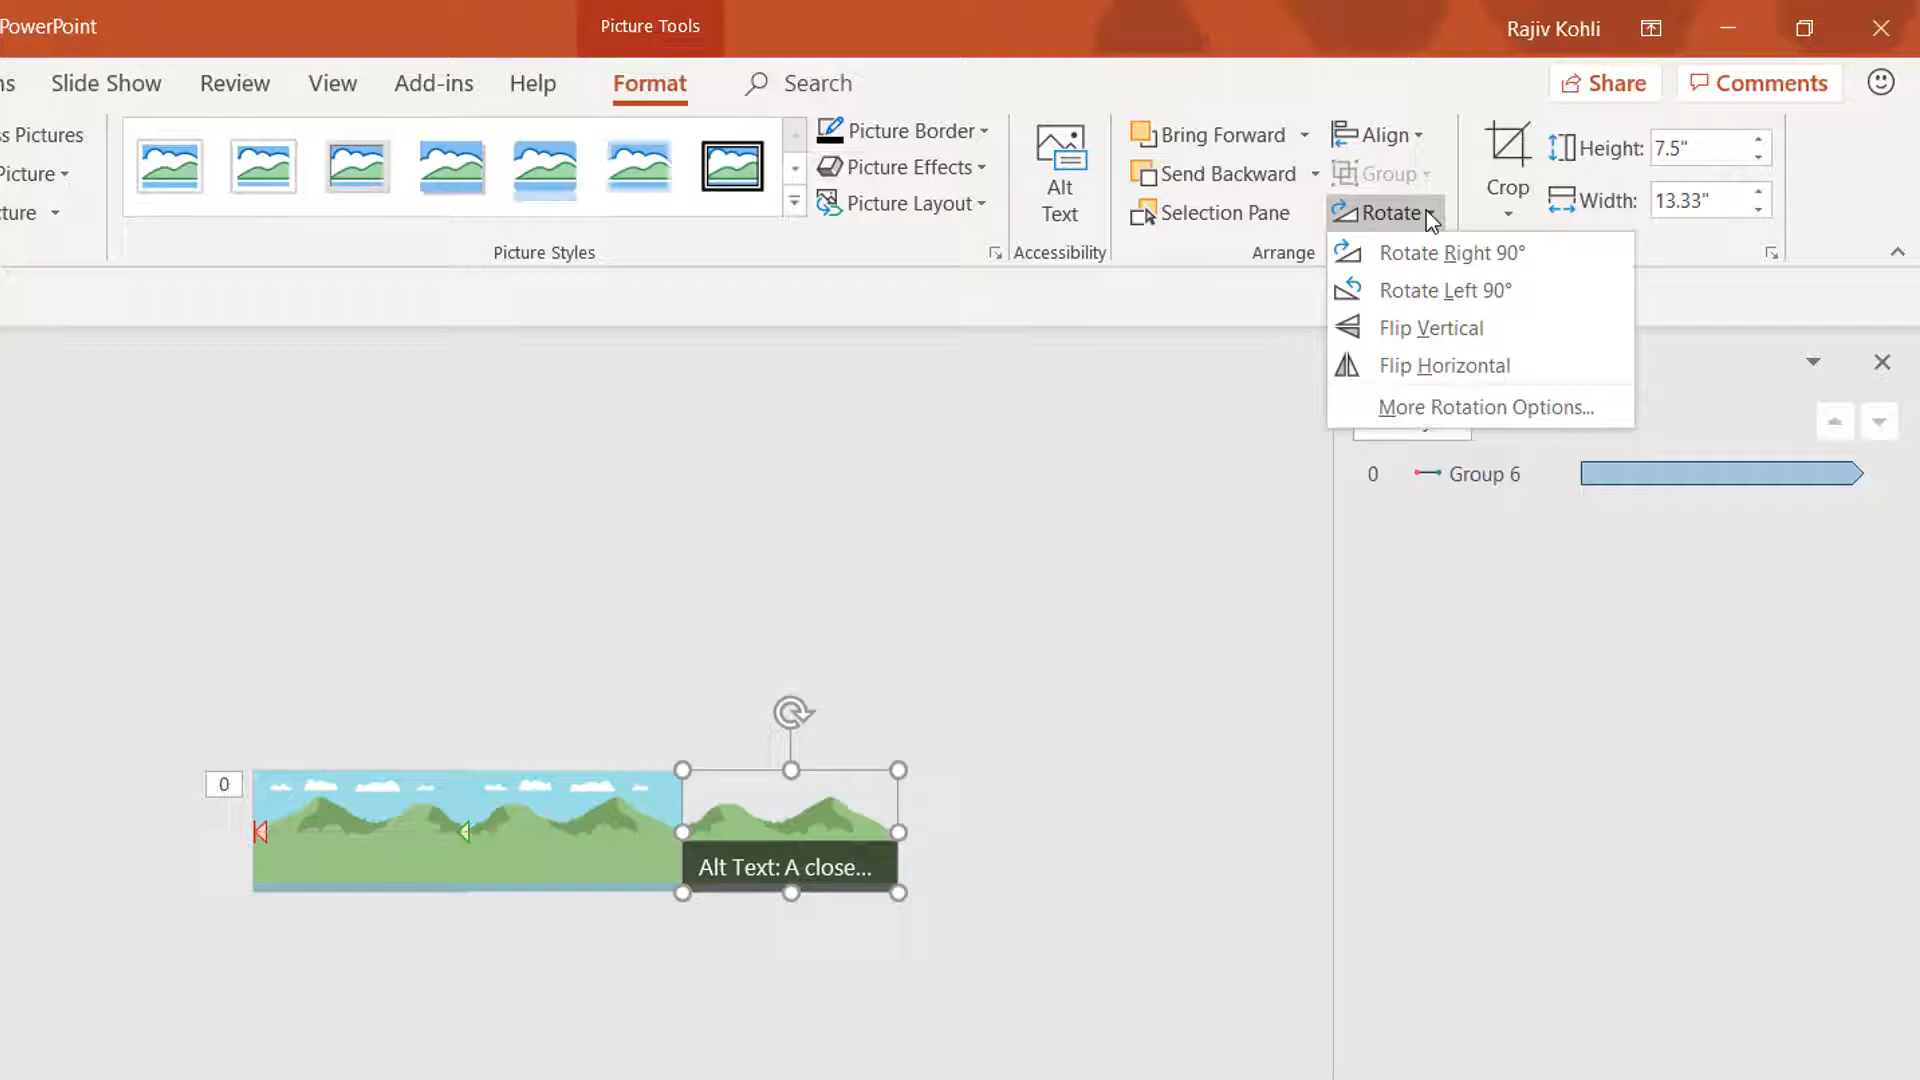 PowerPoint
Picture Tools
Rajiv Kohli
ns Slide Show Review View Add-ins Help Format Search
Share Comments
s Pictures
Picture
ture
Picture Border
Picture Effects
Picture Layout
Alt
Text
Bring Forward
Send Backward
Selection Pane
Align
Group
Rotate
Crop
Height: 7.5"
Width: 13.33"
Picture Styles
Accessibility
Arrange
Rotate Right 90°
Rotate Left 90°
Flip Vertical
Flip Horizontal
More Rotation Options...
0 Group 6
0
Alt Text: A close...